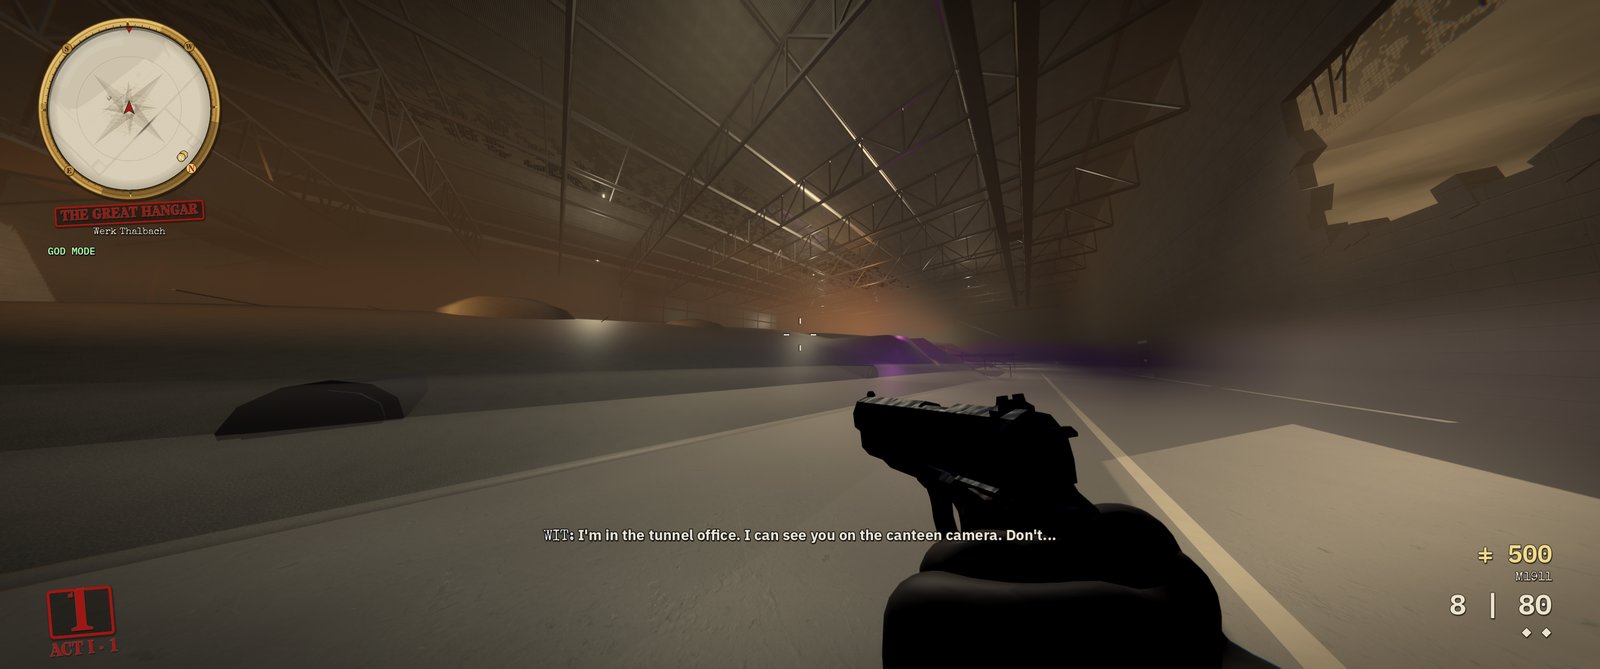 S
W
E
N
THE GREAT HANGAR
Werk Thalbach
GOD MODE
WIT: I'm in the tunnel office. I can see you on the canteen camera. Don't...
1
ACT I - 1
500
M1911
8 | 80